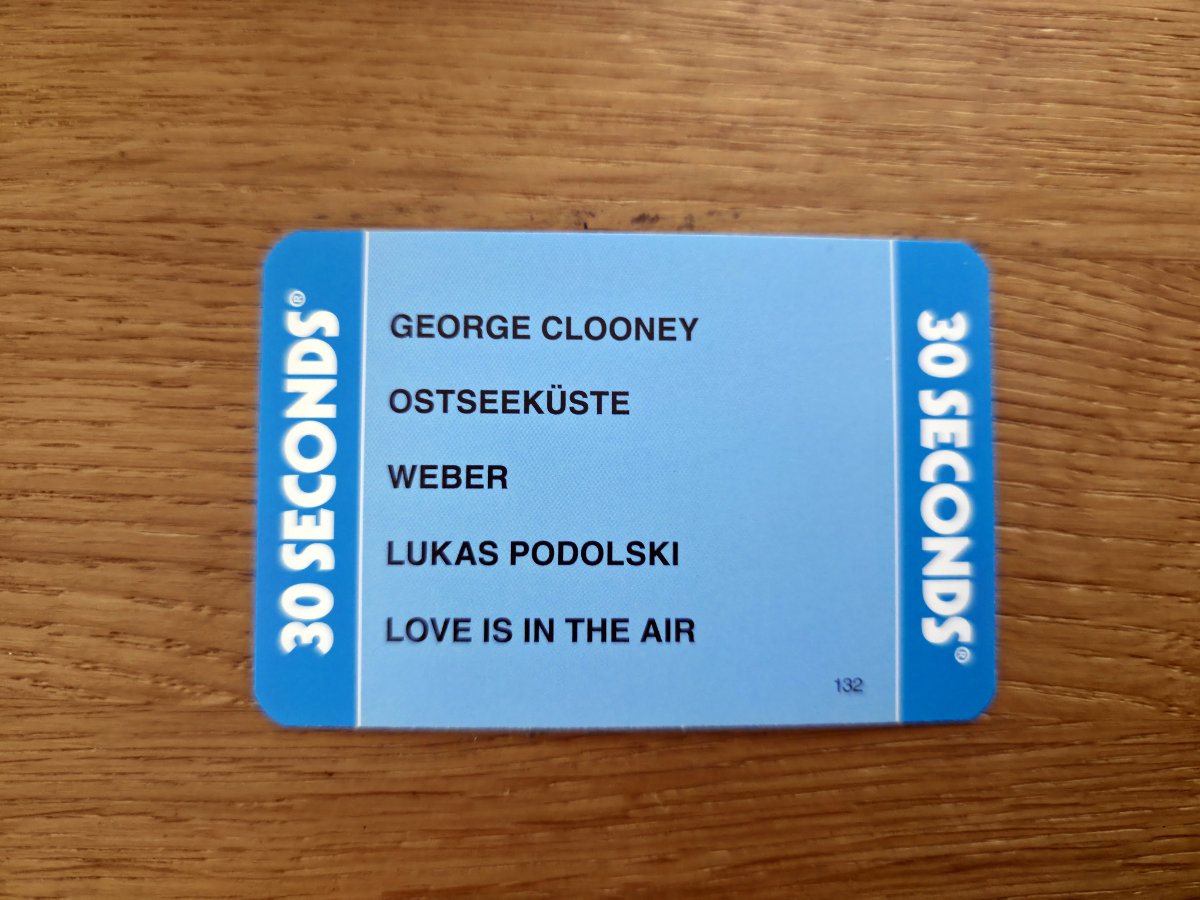 30 SECONDS®
GEORGE CLOONEY
OSTSEEKÜSTE
WEBER
LUKAS PODOLSKI
LOVE IS IN THE AIR
132
30 SECONDS®